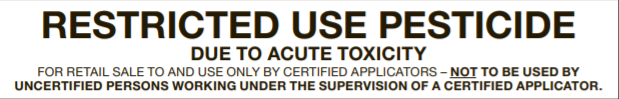 RESTRICTED USE PESTICIDE
DUE TO ACUTE TOXICITY
FOR RETAIL SALE TO AND USE ONLY BY CERTIFIED APPLICATORS – NOT TO BE USED BY
UNCERTIFIED PERSONS WORKING UNDER THE SUPERVISION OF A CERTIFIED APPLICATOR.